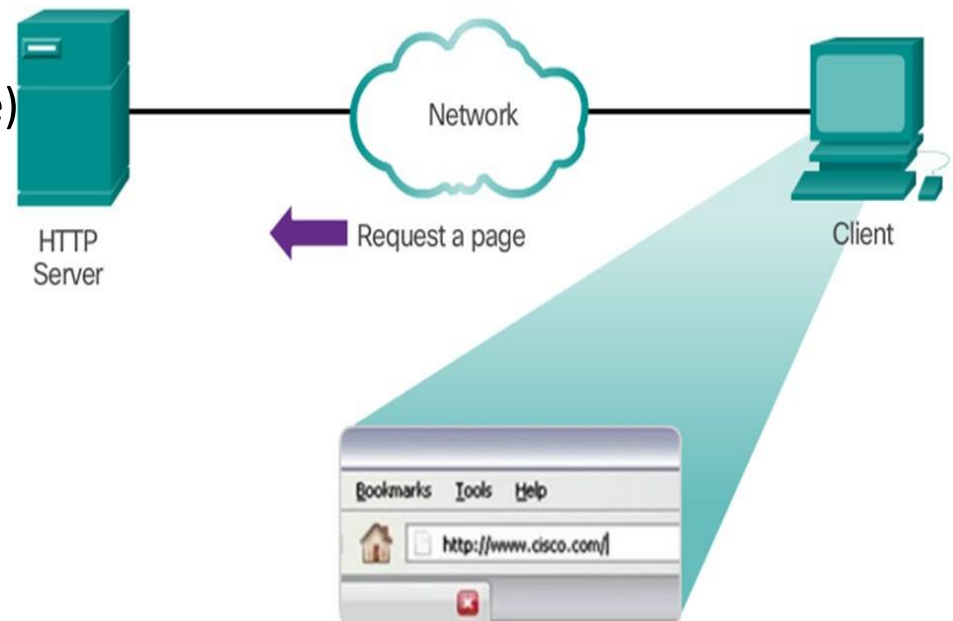 e)
Network
HTTP
Server
Request a page
Client
Bookmarks Tools Help
http://www.cisco.com/